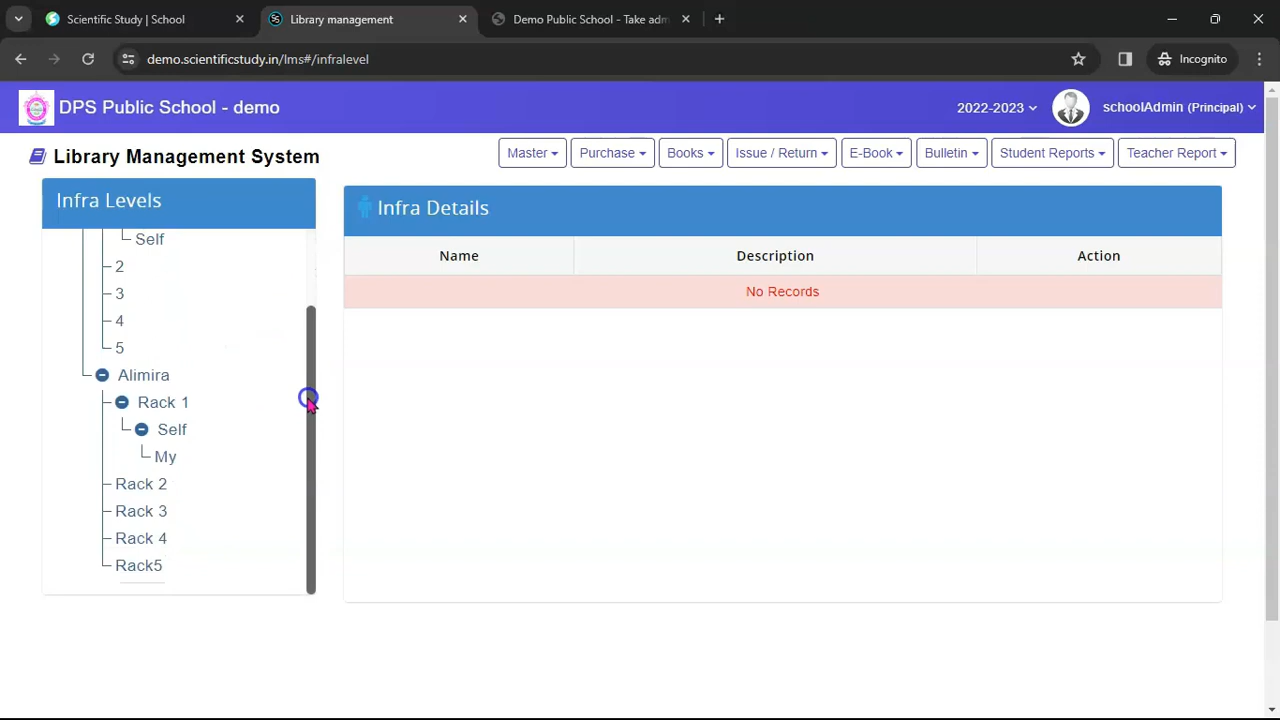 Scientific Study | School
Library management
Demo Public School - Take adm
demo.scientificstudy.in/lms#/infralevel
Incognito
DPS Public School - demo
2022-2023
schoolAdmin (Principal)
Library Management System
Master
Purchase
Books
Issue / Return
E-Book
Bulletin
Student Reports
Teacher Report
Infra Levels
Self
2
3
4
5
Alimira
Rack 1
Self
My
Rack 2
Rack 3
Rack 4
Rack5
Infra Details
Name Description Action
No Records